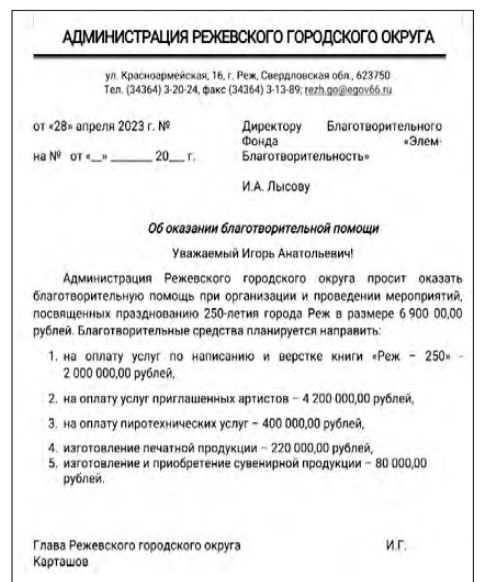 АДМИНИСТРАЦИЯ РЕЖЕВСКОГО ГОРОДСКОГО ОКРУГА
ул. Красноармейская, 16, г. Реж, Свердловская обл., 623750
Тел. (34364) 3-20-24, факс (34364) 3-13-89; rezh.go@egov66.ru
от «28» апреля 2023 г. №
на № от «__» _______ 20__ г.
Директору Благотворительного
Фонда «Элем-
Благотворительность»
И.А. Лысову
Об оказании благотворительной помощи
Уважаемый Игорь Анатольевич!
Администрация Режевского городского округа просит оказать
благотворительную помощь при организации и проведении мероприятий,
посвященных празднованию 250-летия города Реж в размере 6 900 00,00
рублей. Благотворительные средства планируется направить:
1. на оплату услуг по написанию и верстке книги «Реж – 250» -
2 000 000,00 рублей,
2. на оплату услуг приглашенных артистов – 4 200 000,00 рублей,
3. на оплату пиротехнических услуг – 400 000,00 рублей,
4. изготовление печатной продукции – 220 000,00 рублей,
5. изготовление и приобретение сувенирной продукции – 80 000,00
рублей.
Глава Режевского городского округа И.Г.
Карташов